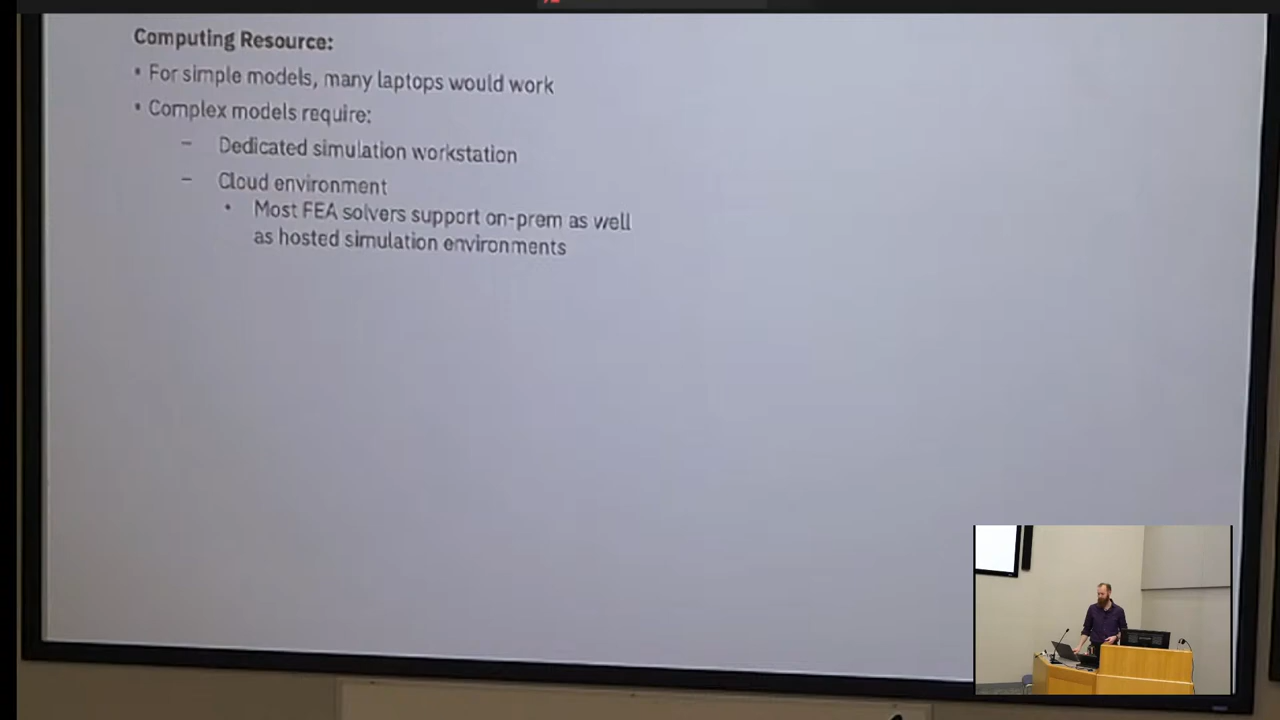 Computing Resource:
• For simple models, many laptops would work
• Complex models require:
– Dedicated simulation workstation
– Cloud environment
• Most FEA solvers support on-prem as well
as hosted simulation environments